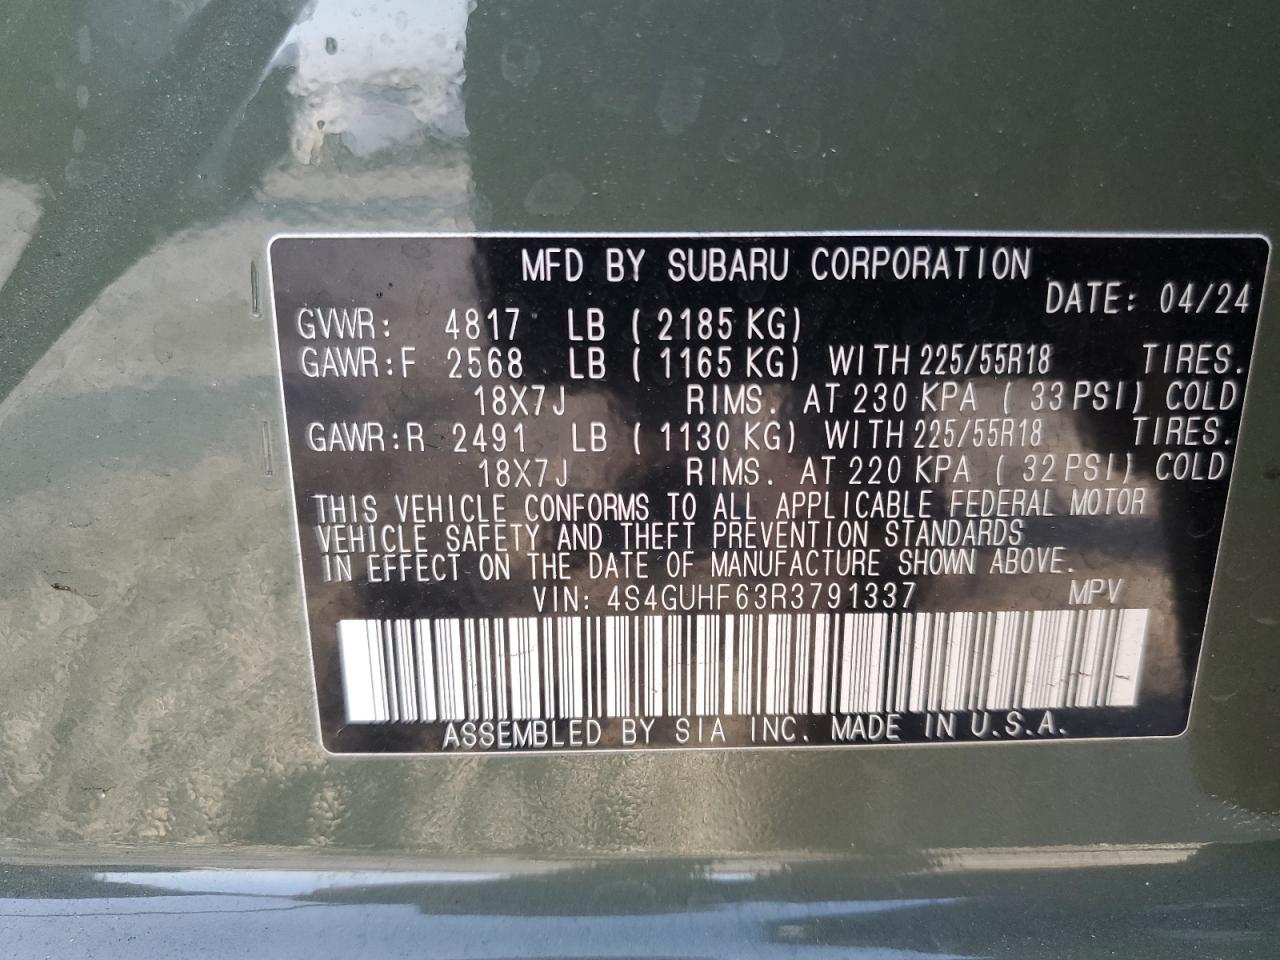 MFD BY SUBARU CORPORATION
DATE: 04/24
GVWR: 4817 LB ( 2185 KG)
GAWR:F 2568 LB ( 1165 KG) WITH 225/55R18 TIRES.
18X7J RIMS. AT 230 KPA ( 33 PSI) COLD
GAWR:R 2491 LB ( 1130 KG) WITH 225/55R18 TIRES.
18X7J RIMS. AT 220 KPA ( 32 PSI) COLD
THIS VEHICLE CONFORMS TO ALL APPLICABLE FEDERAL MOTOR
VEHICLE SAFETY AND THEFT PREVENTION STANDARDS
IN EFFECT ON THE DATE OF MANUFACTURE SHOWN ABOVE.
VIN: 4S4GUHF63R3791337 MPV
ASSEMBLED BY SIA INC. MADE IN U.S.A.